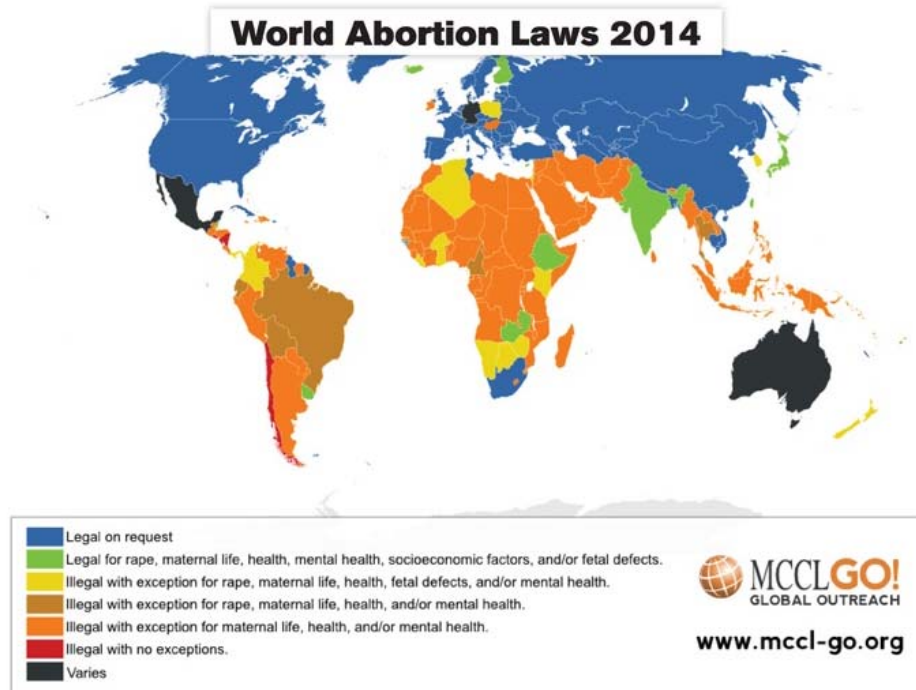 World Abortion Laws 2014
Legal on request
Legal for rape, maternal life, health, mental health, socioeconomic factors, and/or fetal defects.
Illegal with exception for rape, maternal life, health, fetal defects, and/or mental health.
Illegal with exception for rape, maternal life, health, and/or mental health.
Illegal with exception for maternal life, health, and/or mental health.
Illegal with no exceptions.
Varies
MCCLGO!
GLOBAL OUTREACH
www.mccl-go.org